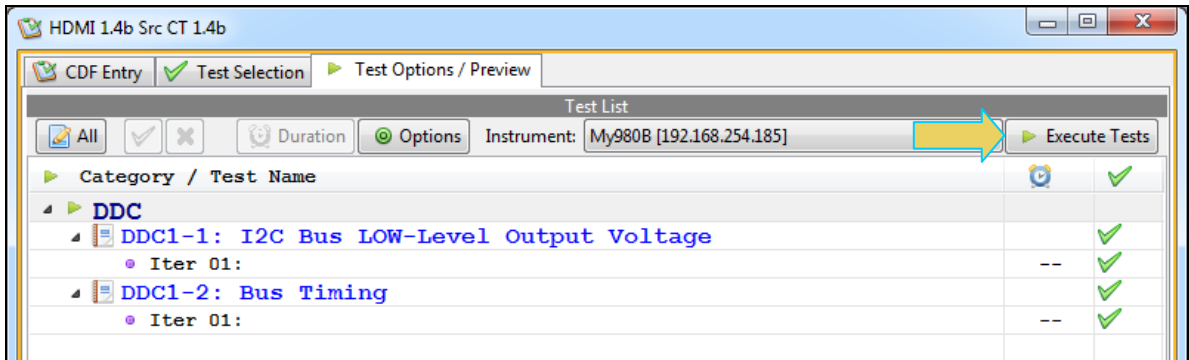 HDMI 1.4b Src CT 1.4b
CDF Entry Test Selection Test Options / Preview
Test List
All Duration Options Instrument: My980B [192.168.254.185] Execute Tests
Category / Test Name
DDC
DDC1-1: I2C Bus LOW-Level Output Voltage
Iter 01: --
DDC1-2: Bus Timing
Iter 01: --